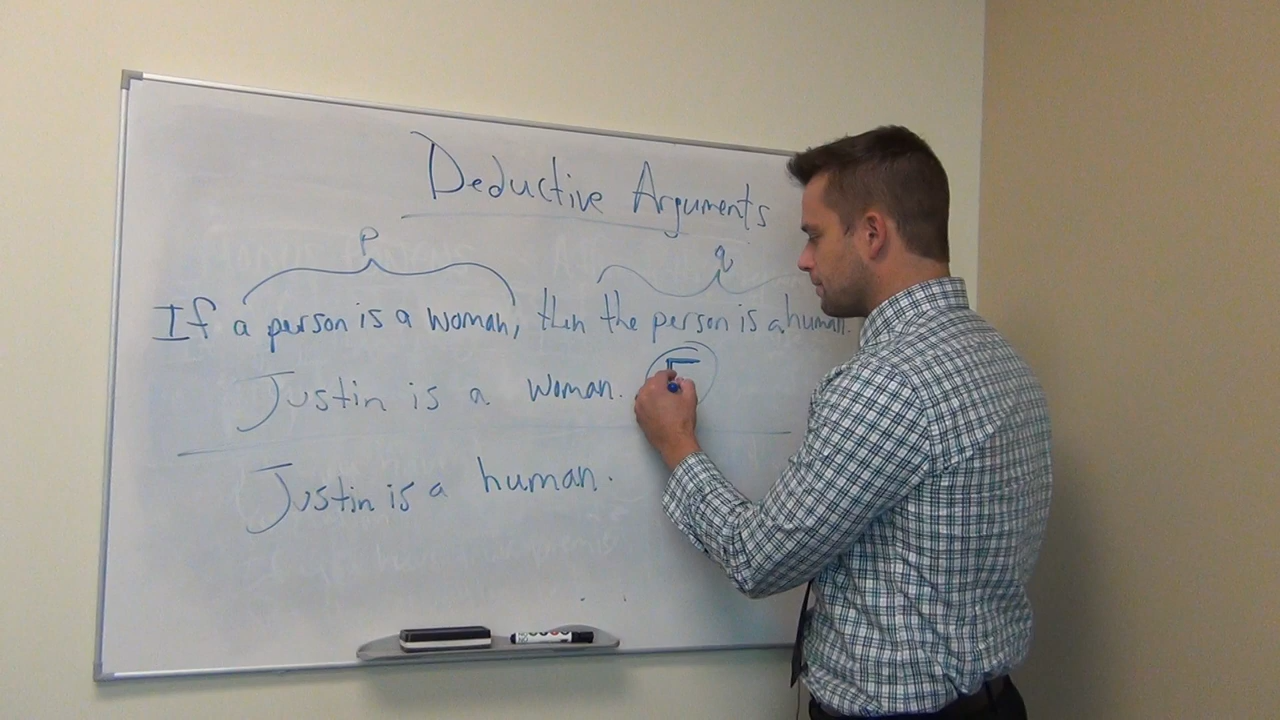 Deductive Arguments
p q
If a person is a woman, then the person is a human.
Justin is a woman. F
Justin is a human.